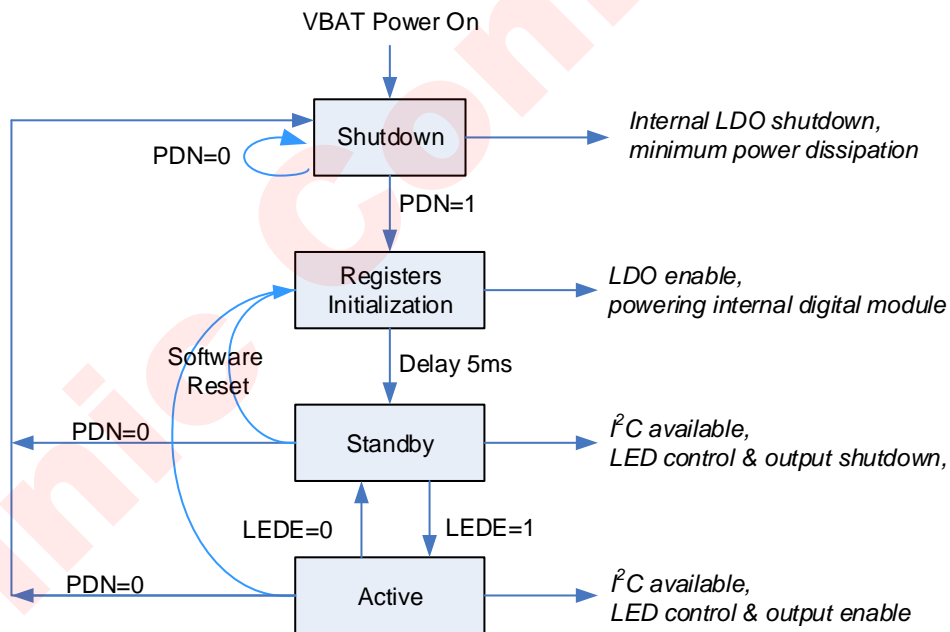 VBAT Power On
Shutdown
PDN=0
Internal LDO shutdown,
minimum power dissipation
PDN=1
Registers
Initialization
LDO enable,
powering internal digital module
Software
Reset
Delay 5ms
PDN=0
Standby
I²C available,
LED control & output shutdown,
LEDE=0
LEDE=1
PDN=0
Active
I²C available,
LED control & output enable
nic Con